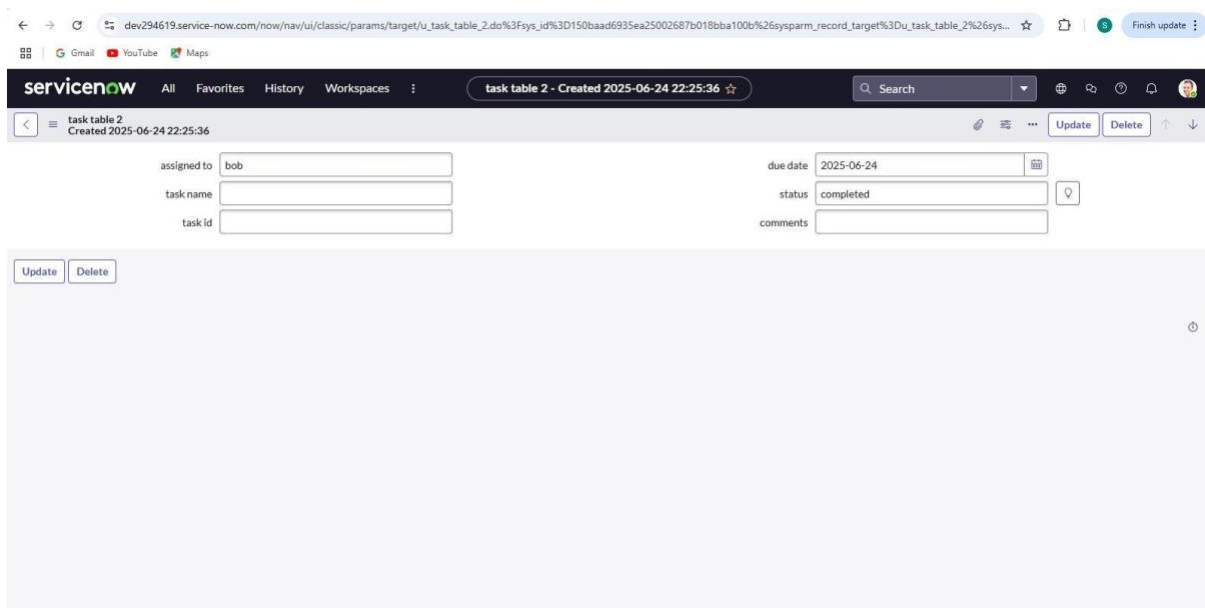 dev294619.service-now.com/now/nav/ui/classic/params/target/u_task_table_2.do%3Fsys_id%3D150baad6935ea25002687b018bba100b%26sysparm_record_target%3Du_task_table_2%26sys...
S
Finish update
Gmail YouTube Maps
servicenow All Favorites History Workspaces task table 2 - Created 2025-06-24 22:25:36 Search
task table 2
Created 2025-06-24 22:25:36
Update Delete
assigned to bob due date 2025-06-24
task name status completed
task id comments
Update Delete